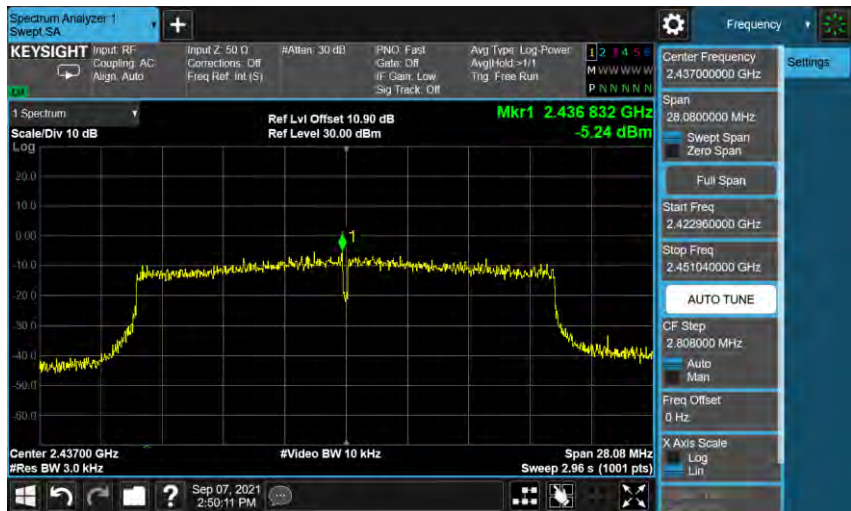 Spectrum Analyzer 1
Swept SA
Frequency
KEYSIGHT
Input: RF
Coupling: AC
Align: Auto
Input Z: 50 Ω
Corrections: Off
Freq Ref: Int (S)
#Atten: 30 dB
PNO: Fast
Gate: Off
IF Gain: Low
Sig Track: Off
Avg Type: Log-Power
Avg|Hold:>1/1
Trig: Free Run
1 2 3 4 5 6
M W W W W W
P N N N N N
1 Spectrum
Scale/Div 10 dB
Ref Lvl Offset 10.90 dB
Ref Level 30.00 dBm
Mkr1 2.436 832 GHz
-5.24 dBm
Log
20.0
10.0
0.00
-10.0
-20.0
-30.0
-40.0
-50.0
-60.0
1
Center 2.43700 GHz
#Res BW 3.0 kHz
#Video BW 10 kHz
Span 28.08 MHz
Sweep 2.96 s (1001 pts)
Sep 07, 2021
2:50:11 PM
Center Frequency
2.437000000 GHz
Span
28.0800000 MHz
Swept Span
Zero Span
Full Span
Start Freq
2.422960000 GHz
Stop Freq
2.451040000 GHz
AUTO TUNE
CF Step
2.808000 MHz
Auto
Man
Freq Offset
0 Hz
X Axis Scale
Log
Lin
Settings